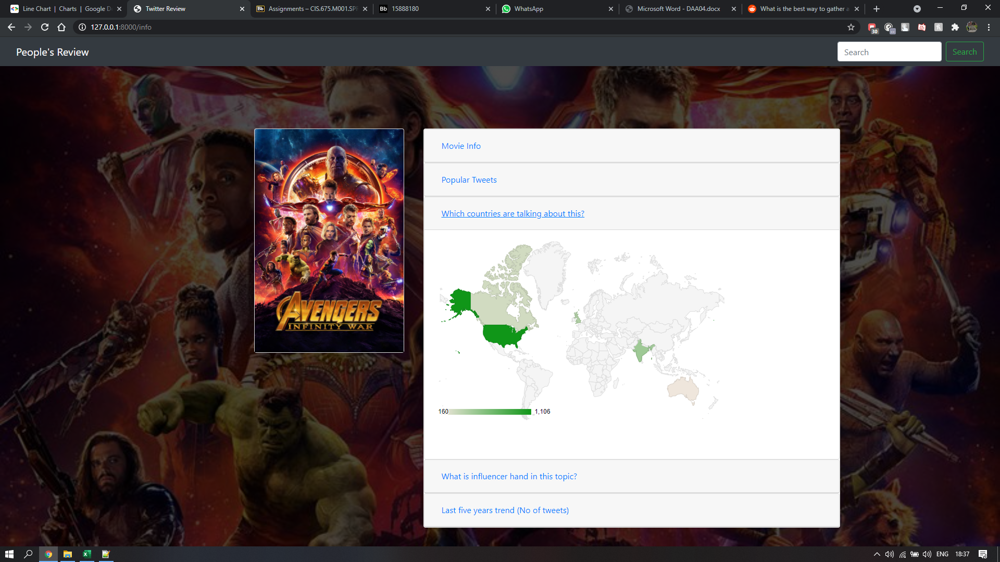 Line Chart | Charts | Google D
Twitter Review
Assignments – CIS.675.M001.SPR
Bb
15888180
WhatsApp
Microsoft Word - DAA04.docx
What is the best way to gather a
127.0.0.1:8000/info
30
People's Review
Search
Search
Movie Info
Popular Tweets
Which countries are talking about this?
AVENGERS
INFINITY WAR
160
1,106
What is influencer hand in this topic?
Last five years trend (No of tweets)
ENG
18:37